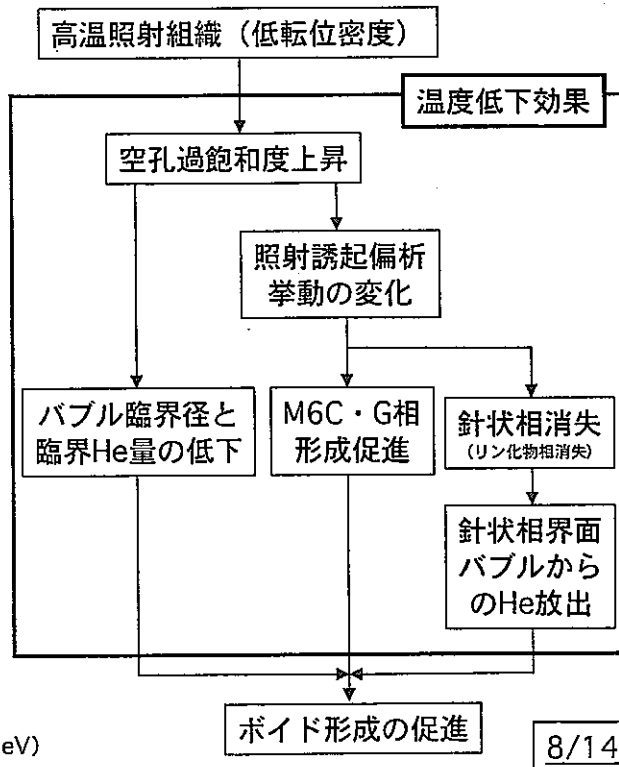 高温照射組織（低転位密度）
温度低下効果
空孔過飽和度上昇
照射誘起偏析
挙動の変化
バブル臨界径と
臨界He量の低下
M6C・G相
形成促進
針状相消失
(リン化物相消失)
針状相界面
バブルから
のHe放出
ボイド形成の促進
eV)
8/14